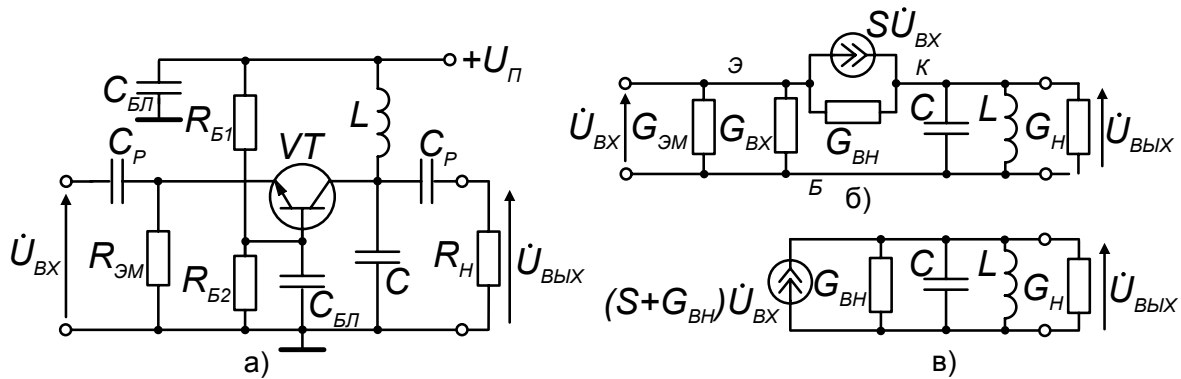 +U_П
C_БЛ
R_Б1
L
VT
C_Р
C_Р
U̇_ВХ
R_ЭМ
R_Б2
C_БЛ
C
R_Н
U̇_ВЫХ
а)
SU̇_ВХ
Э
К
U̇_ВХ
G_ЭМ
G_ВХ
G_ВН
C
L
G_Н
U̇_ВЫХ
Б
б)
(S+G_ВН)U̇_ВХ
G_ВН
C
L
G_Н
U̇_ВЫХ
в)